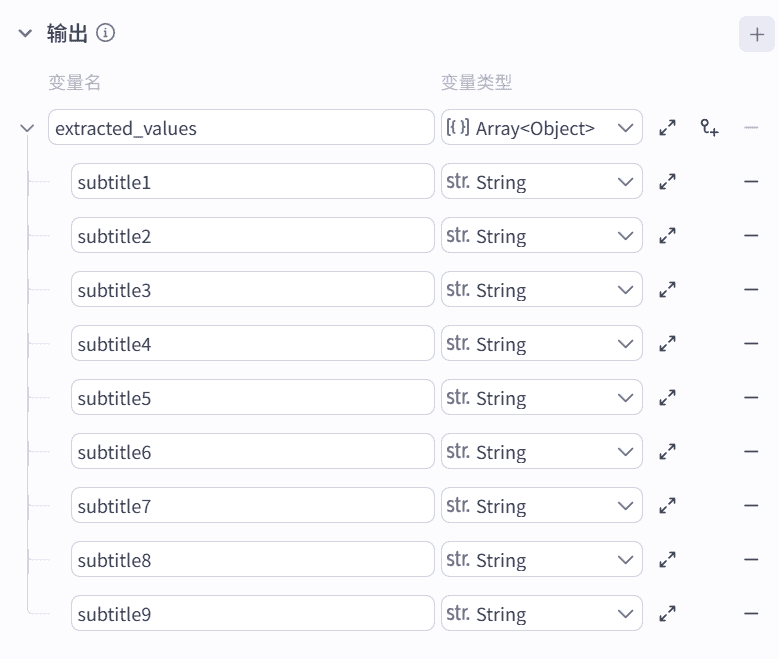 输出
变量名 变量类型
extracted_values [{}] Array<Object>
subtitle1 str. String
subtitle2 str. String
subtitle3 str. String
subtitle4 str. String
subtitle5 str. String
subtitle6 str. String
subtitle7 str. String
subtitle8 str. String
subtitle9 str. String